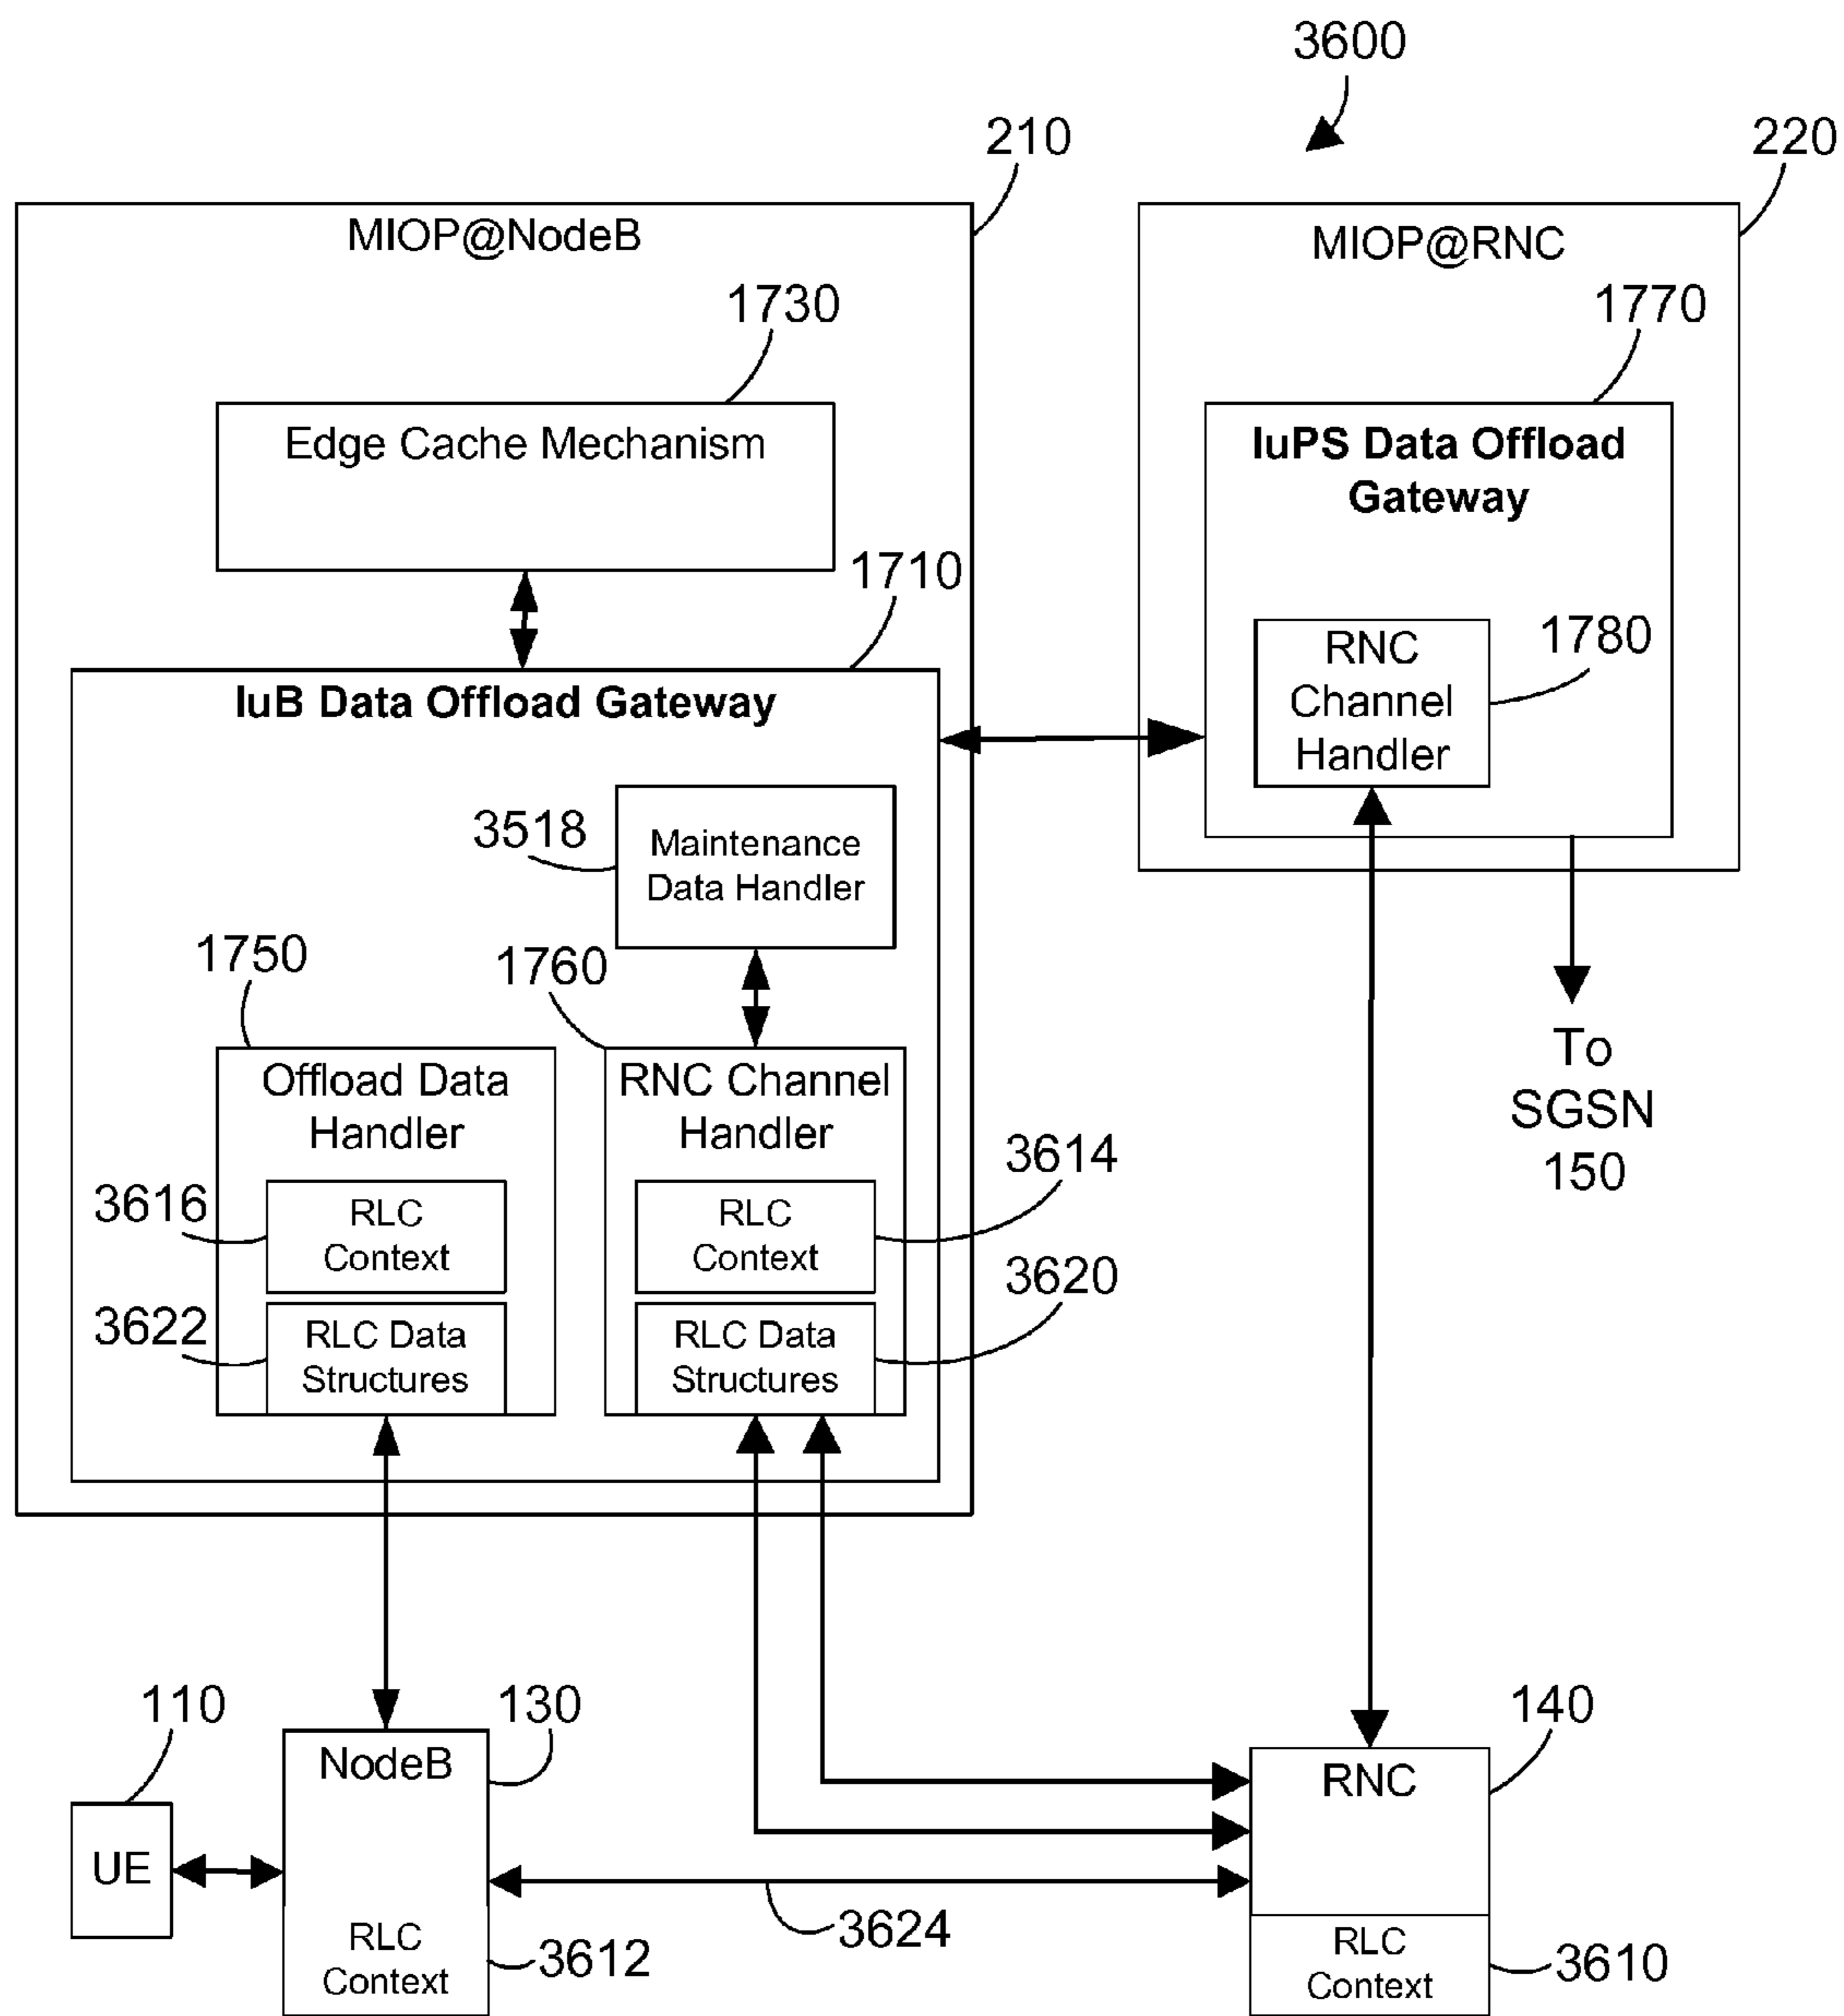 3600
210
220
MIOP@NodeB
MIOP@RNC
1730
1770
Edge Cache Mechanism
IuPS Data Offload
Gateway
1710
RNC
Channel
Handler
1780
IuB Data Offload Gateway
3518
Maintenance
Data Handler
1750
1760
To
SGSN
150
Offload Data
Handler
RNC Channel
Handler
3616
RLC
Context
RLC
Context
3614
3622
RLC Data
Structures
RLC Data
Structures
3620
110
130
140
NodeB
RNC
UE
3624
RLC
Context
3612
RLC
Context
3610